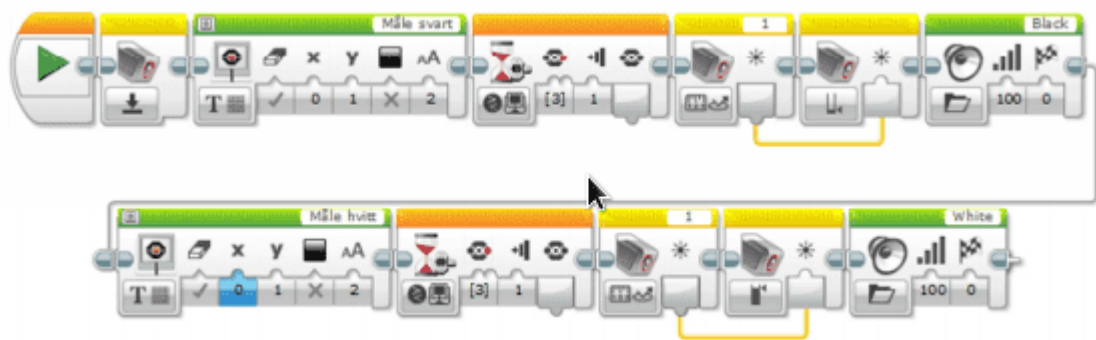 Måle svart 1 Black
x y AA
T 0 1 2 [3] 1 100 0
Måle hvitt 1 White
x y AA
T 0 1 2 [3] 1 100 0